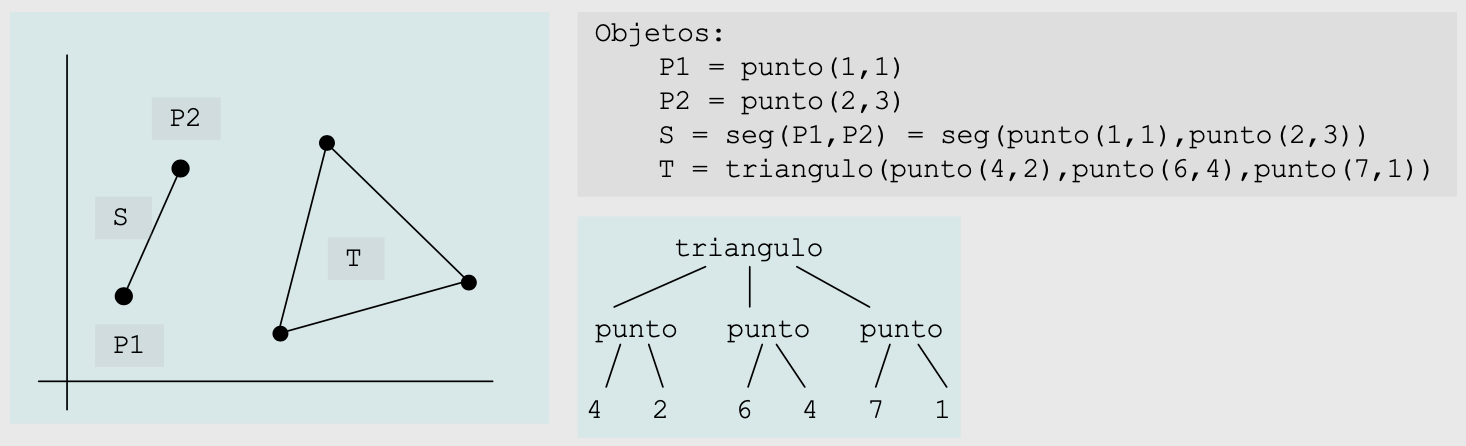 P2
S
T
P1
Objetos:
P1 = punto(1,1)
P2 = punto(2,3)
S = seg(P1,P2) = seg(punto(1,1),punto(2,3))
T = triangulo(punto(4,2),punto(6,4),punto(7,1))
triangulo
punto punto punto
4 2 6 4 7 1